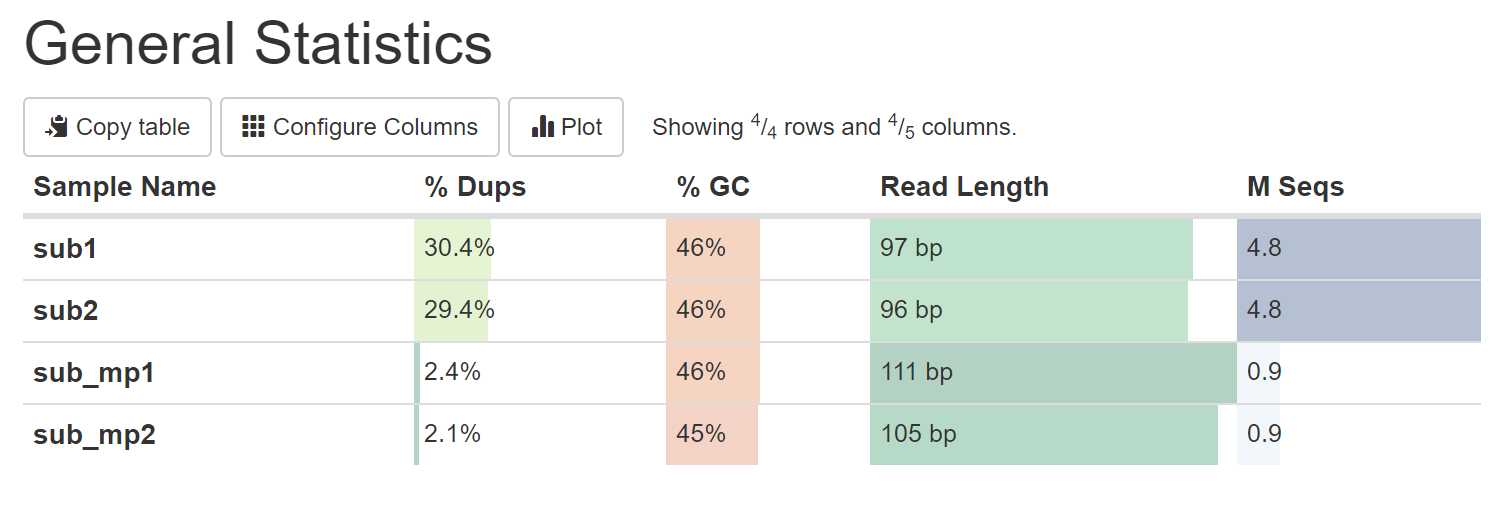 General Statistics
Copy table Configure Columns Plot Showing 4/4 rows and 4/5 columns.
Sample Name % Dups % GC Read Length M Seqs
sub1 30.4% 46% 97 bp 4.8
sub2 29.4% 46% 96 bp 4.8
sub_mp1 2.4% 46% 111 bp 0.9
sub_mp2 2.1% 45% 105 bp 0.9